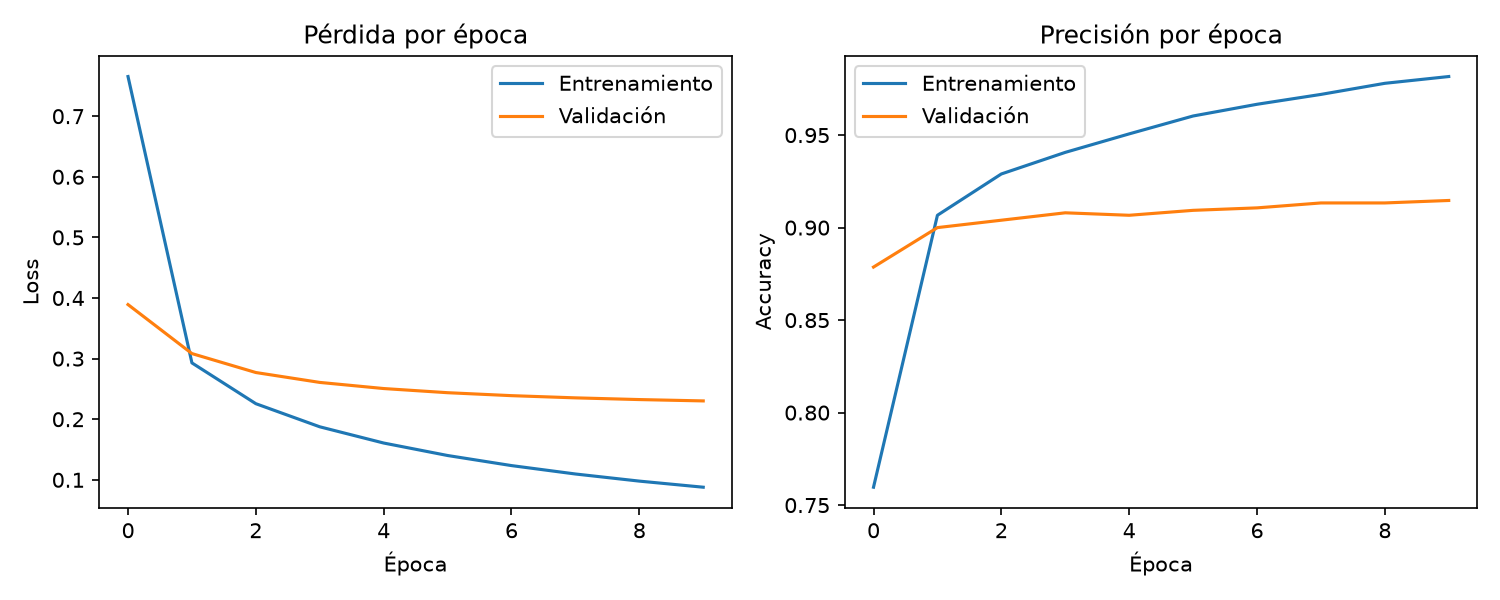 Pérdida por época
Entrenamiento
Validación
0.7
0.6
0.5
0.4
0.3
0.2
0.1
Loss
0 2 4 6 8
Época
Precisión por época
Entrenamiento
Validación
0.95
0.90
0.85
0.80
0.75
Accuracy
0 2 4 6 8
Época